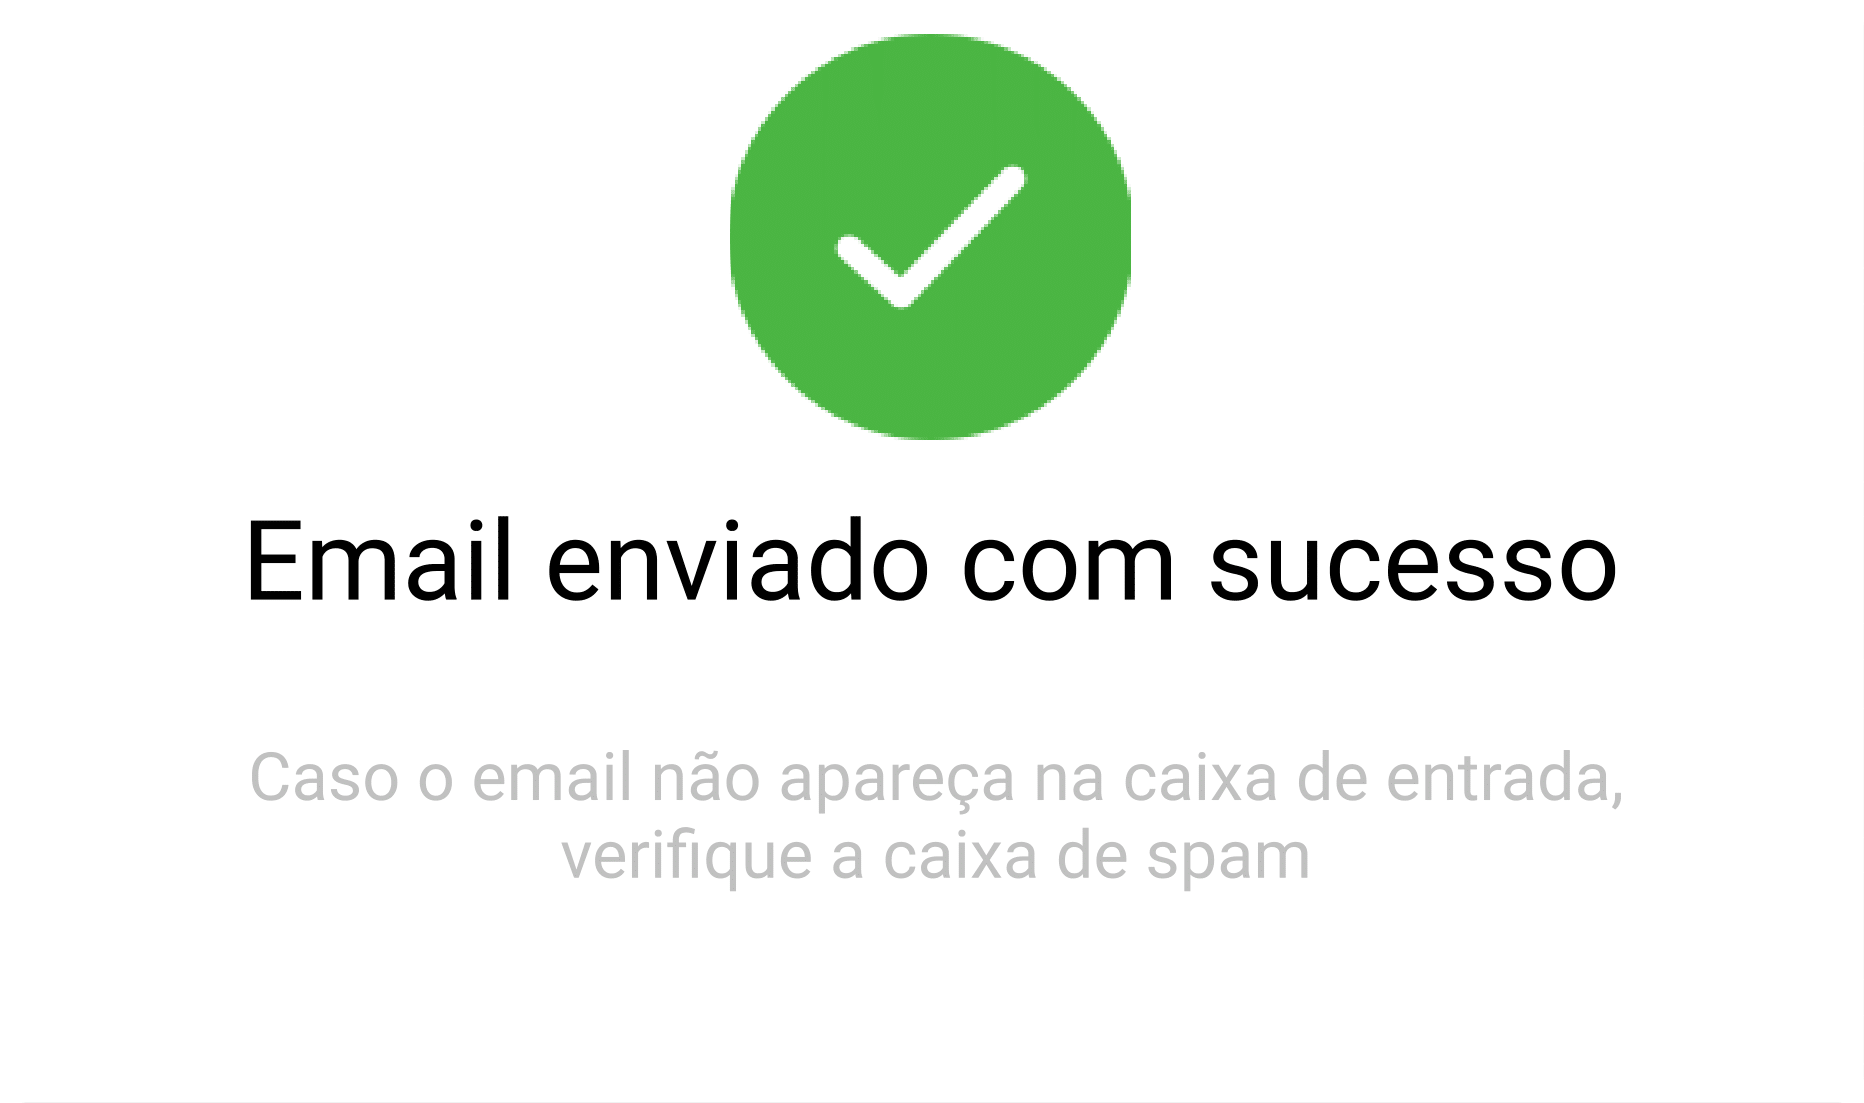 Email enviado com sucesso
Caso o email não apareça na caixa de entrada,
verifique a caixa de spam